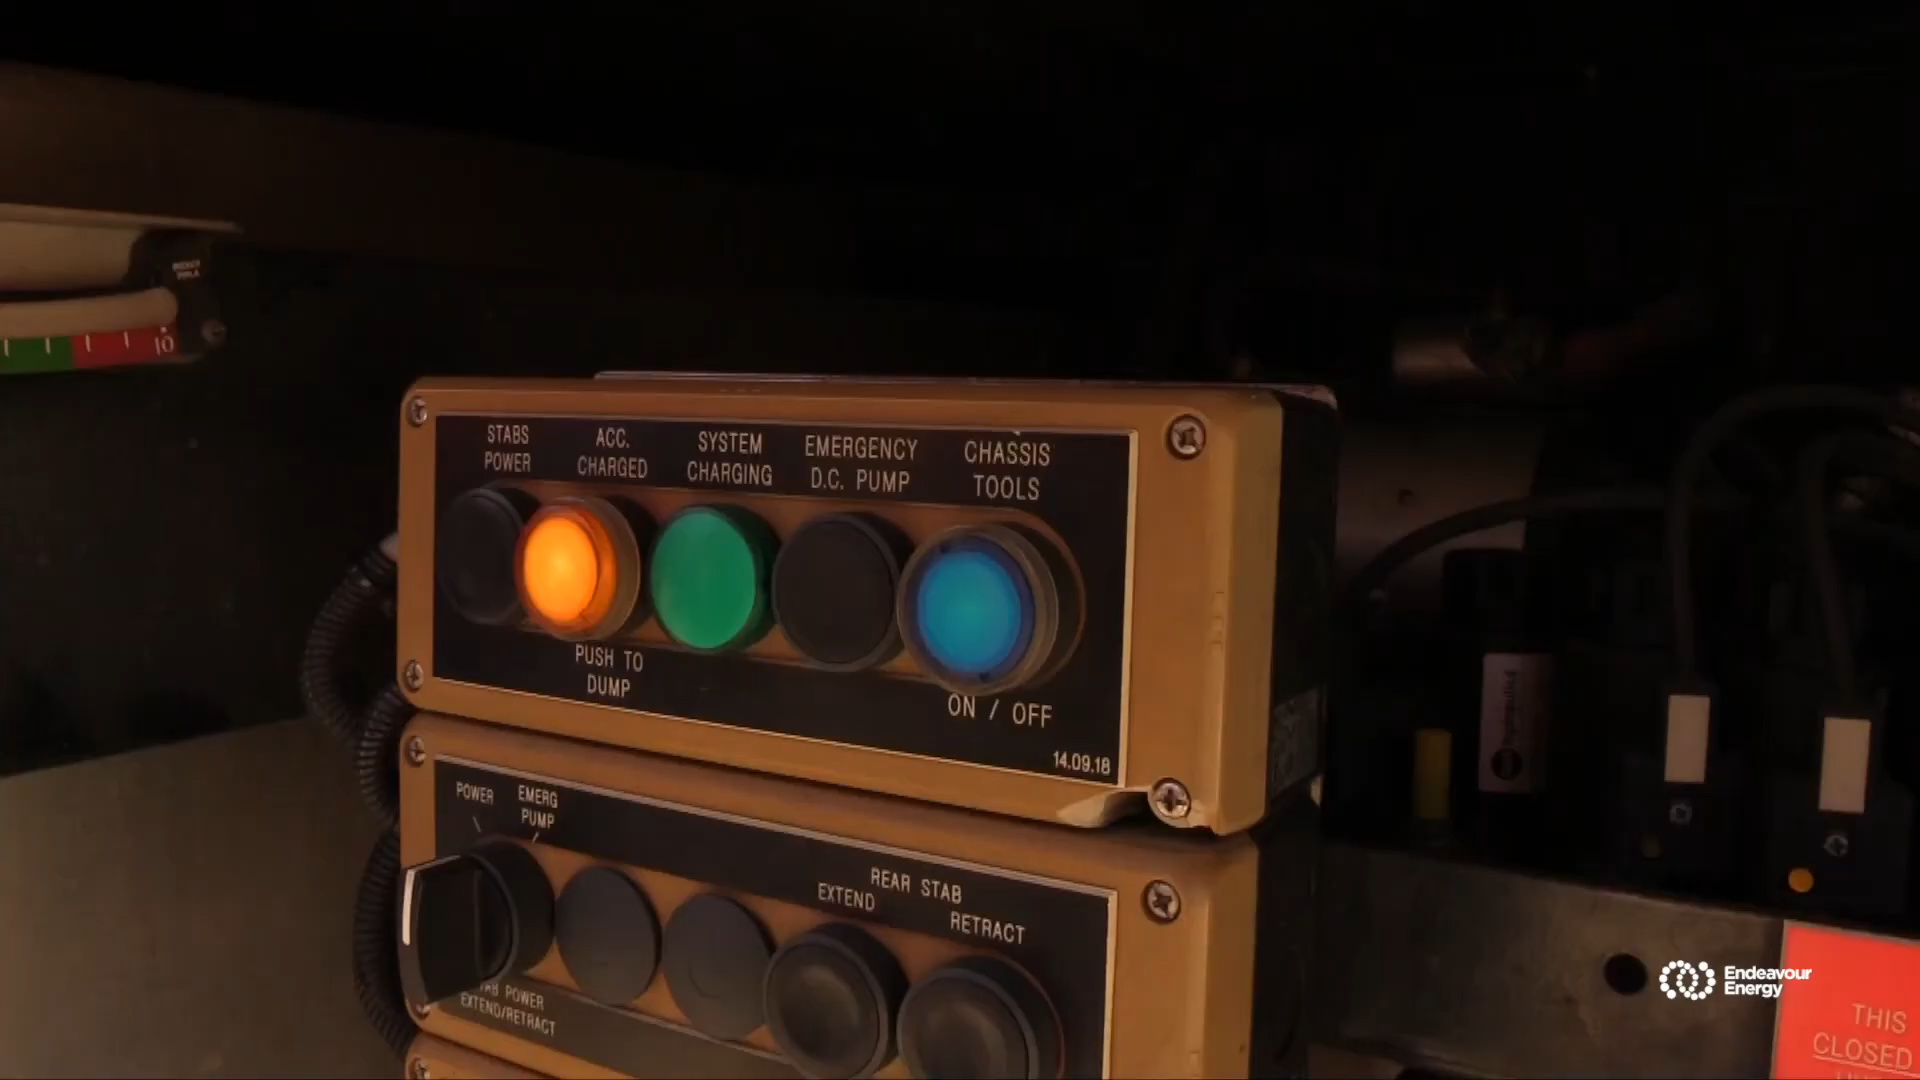 STABS
POWER
ACC.
CHARGED
SYSTEM
CHARGING
EMERGENCY
D.C. PUMP
CHASSIS
TOOLS
PUSH TO
DUMP
ON / OFF
14.09.18
10
POWER
EMERG
PUMP
REAR STAB
EXTEND
RETRACT
POWER
EXTEND/RETRACT
Endeavour
Energy
THIS
CLOSED